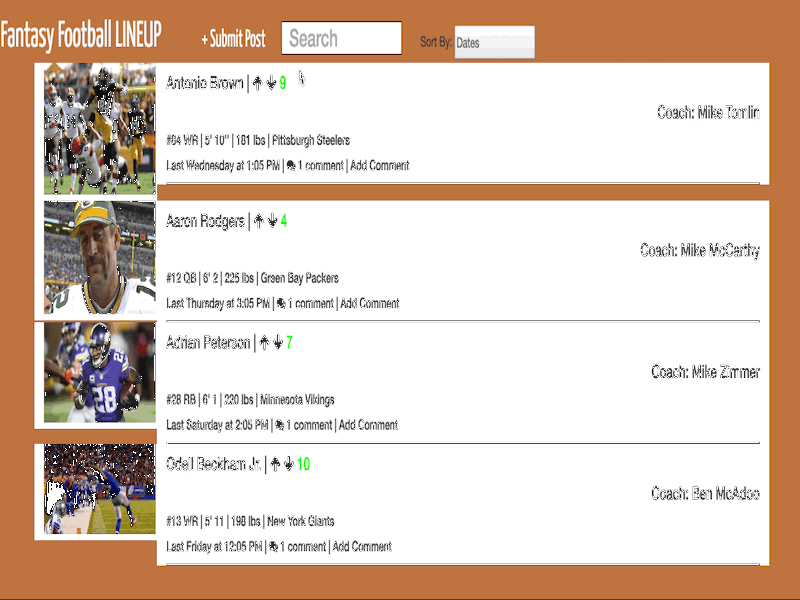 Fantasy Football LINEUP
+ Submit Post
Search
Sort By: Dates
Antonio Brown | 9
Coach: Mike Tomlin
#84 WR | 5' 10" | 181 lbs | Pittsburgh Steelers
Last Wednesday at 1:05 PM | 1 comment | Add Comment
Aaron Rodgers | 4
Coach: Mike McCarthy
#12 QB | 6' 2 | 225 lbs | Green Bay Packers
Last Thursday at 3:05 PM | 1 comment | Add Comment
Adrian Peterson | 7
Coach: Mike Zimmer
#28 RB | 6' 1 | 220 lbs | Minnesota Vikings
Last Saturday at 2:05 PM | 1 comment | Add Comment
28
Odell Beckham Jr. | 10
Coach: Ben McAdoo
#13 WR | 5' 11 | 198 lbs | New York Giants
Last Friday at 12:05 PM | 1 comment | Add Comment